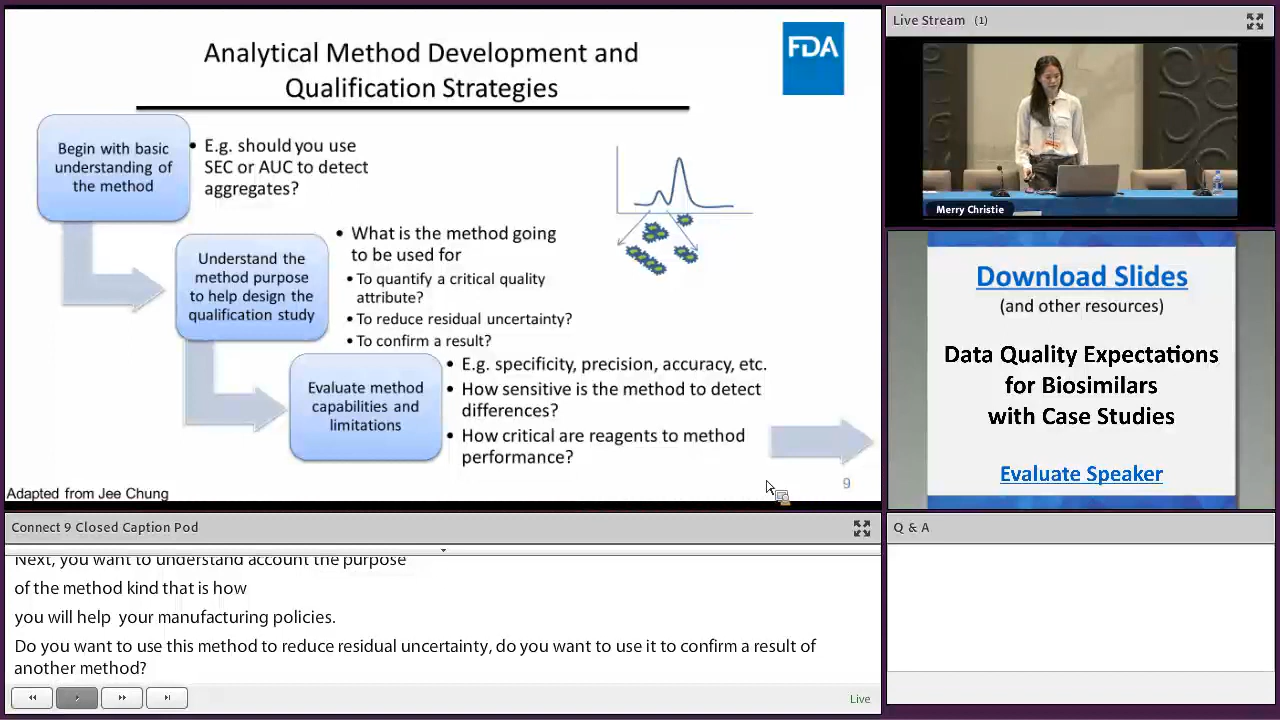 Analytical Method Development and
Qualification Strategies
FDA
Begin with basic
understanding of
the method
• E.g. should you use
SEC or AUC to detect
aggregates?
Understand the
method purpose
to help design the
qualification study
• What is the method going
to be used for
• To quantify a critical quality
attribute?
• To reduce residual uncertainty?
• To confirm a result?
Evaluate method
capabilities and
limitations
• E.g. specificity, precision, accuracy, etc.
• How sensitive is the method to detect
differences?
• How critical are reagents to method
performance?
9
Adapted from Jee Chung
Live Stream (1)
Merry Christie
Download Slides
(and other resources)
Data Quality Expectations
for Biosimilars
with Case Studies
Evaluate Speaker
Connect 9 Closed Caption Pod
Next, you want to understand account the purpose
of the method kind that is how
you will help your manufacturing policies.
Do you want to use this method to reduce residual uncertainty, do you want to use it to confirm a result of
another method?
Live
Q & A